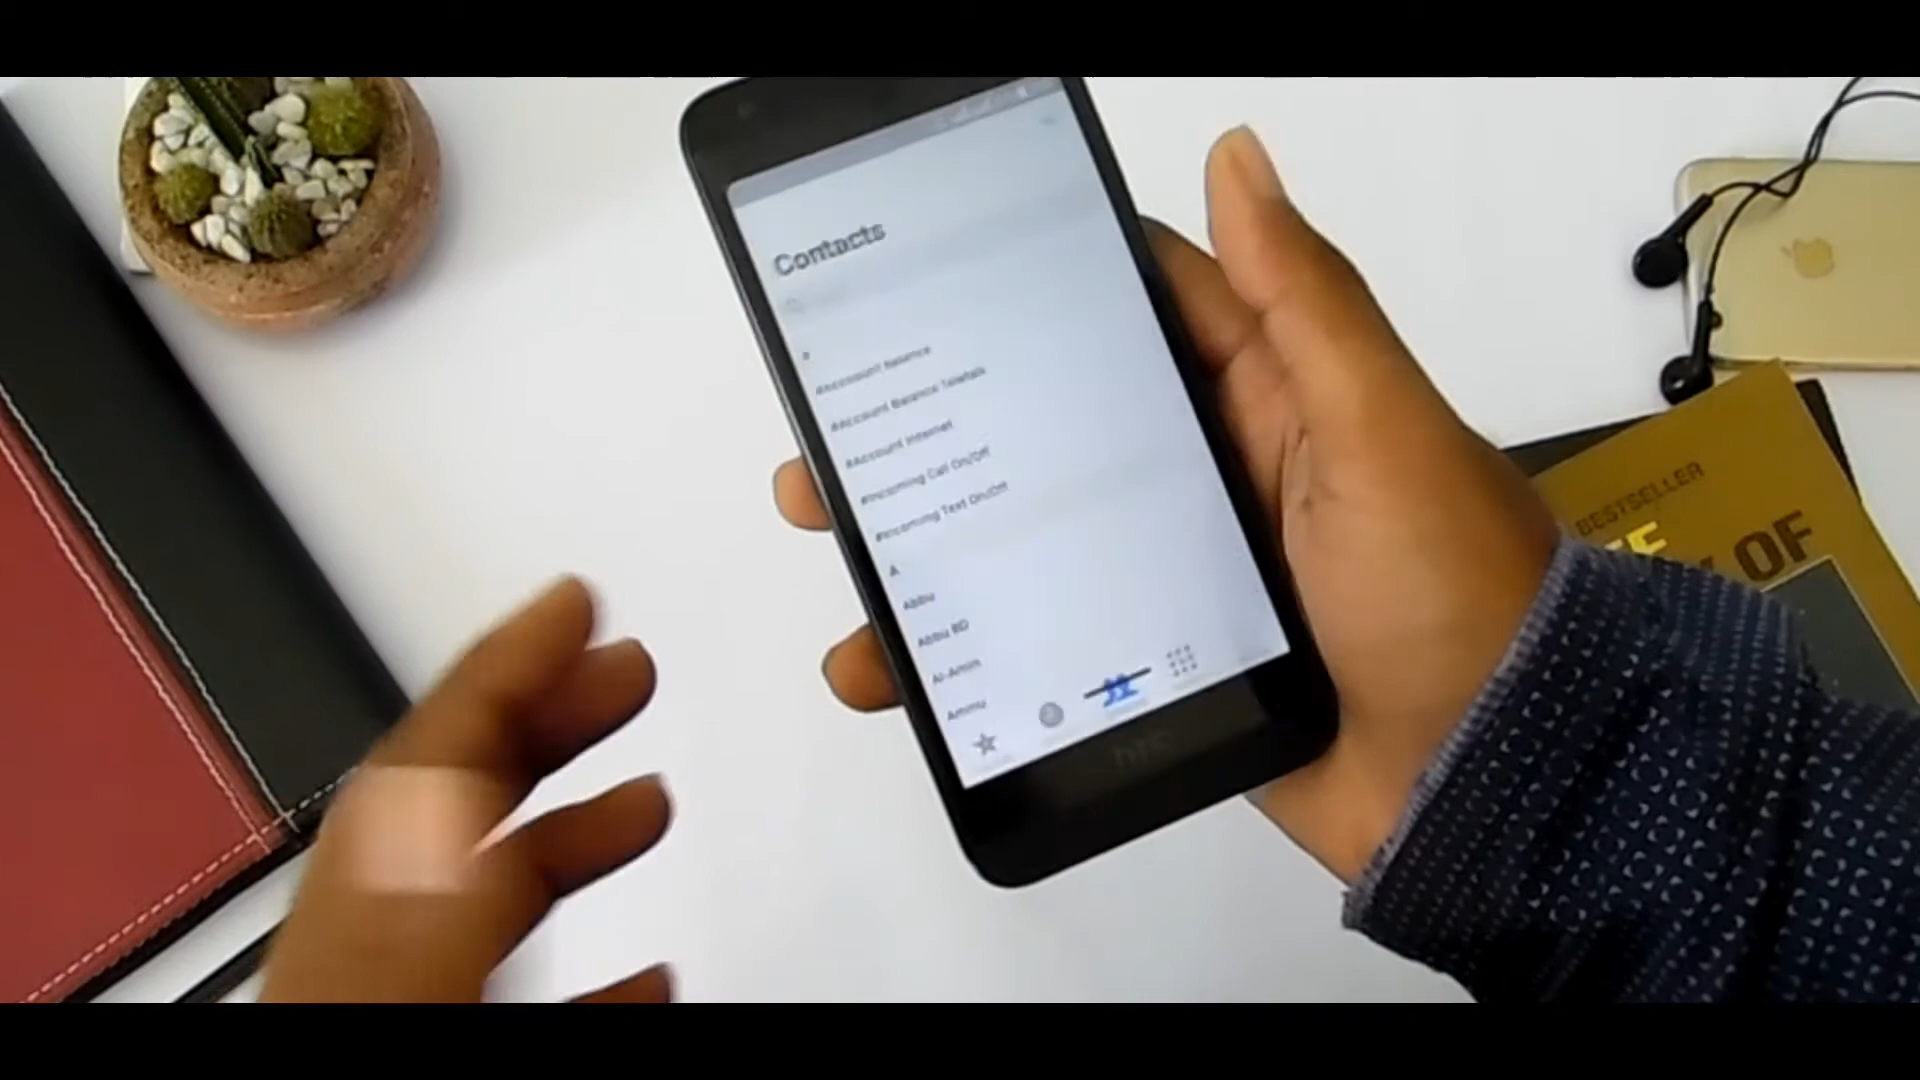 Contacts
#
#Account Balance
#Account Balance Teletalk
#Account Internet
#Incoming Call On/Off
#Incoming Text On/Off
A
Abbu
Abbu BD
Al-Amin
Ammu
htc
BESTSELLER
OF